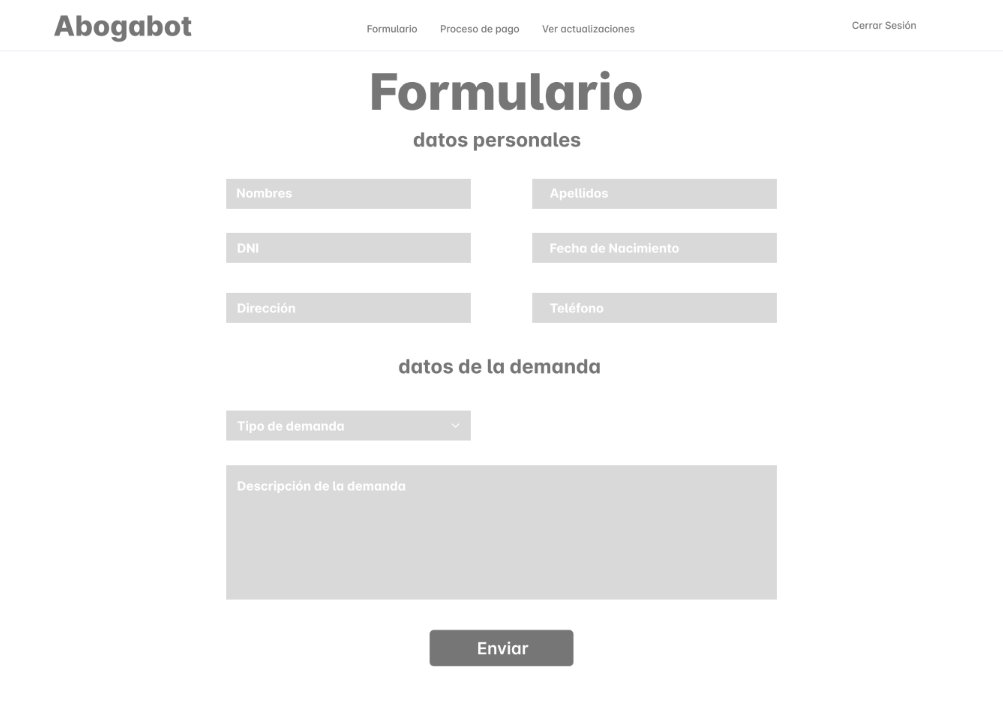 Abogabot
Formulario Proceso de pago Ver actualizaciones
Cerrar Sesión
Formulario
datos personales
Nombres
Apellidos
DNI
Fecha de Nacimiento
Dirección
Teléfono
datos de la demanda
Tipo de demanda
Descripción de la demanda
Enviar